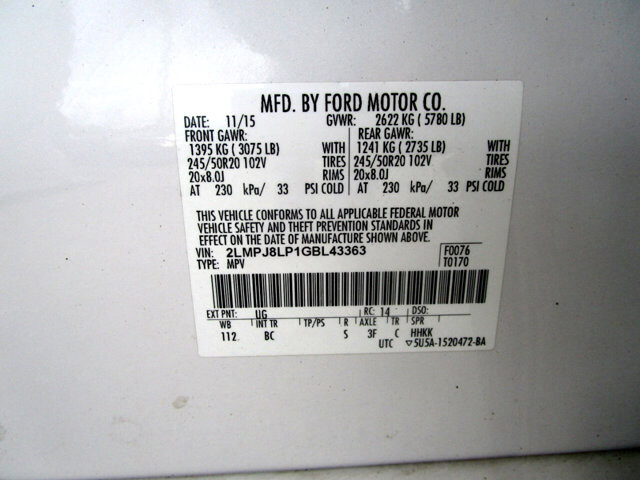 MFD. BY FORD MOTOR CO.
DATE: 11/15 GVWR: 2622 KG ( 5780 LB)
FRONT GAWR: REAR GAWR:
1395 KG ( 3075 LB) WITH 1241 KG ( 2735 LB) WITH
245/50R20 102V TIRES 245/50R20 102V TIRES
20x8.0J RIMS 20x8.0J RIMS
AT 230 kPa/ 33 PSI COLD AT 230 kPa/ 33 PSI COLD
THIS VEHICLE CONFORMS TO ALL APPLICABLE FEDERAL MOTOR
VEHICLE SAFETY AND THEFT PREVENTION STANDARDS IN
EFFECT ON THE DATE OF MANUFACTURE SHOWN ABOVE.
VIN: 2LMPJ8LP1GBL43363 F0076
TYPE: MPV T0170
EXT PNT: UG RC: 14 DSO:
WB INT TR TP/PS R AXLE TR SPR
112 BC S 3F C HHKK
UTC ▽5U5A-1520472-BA